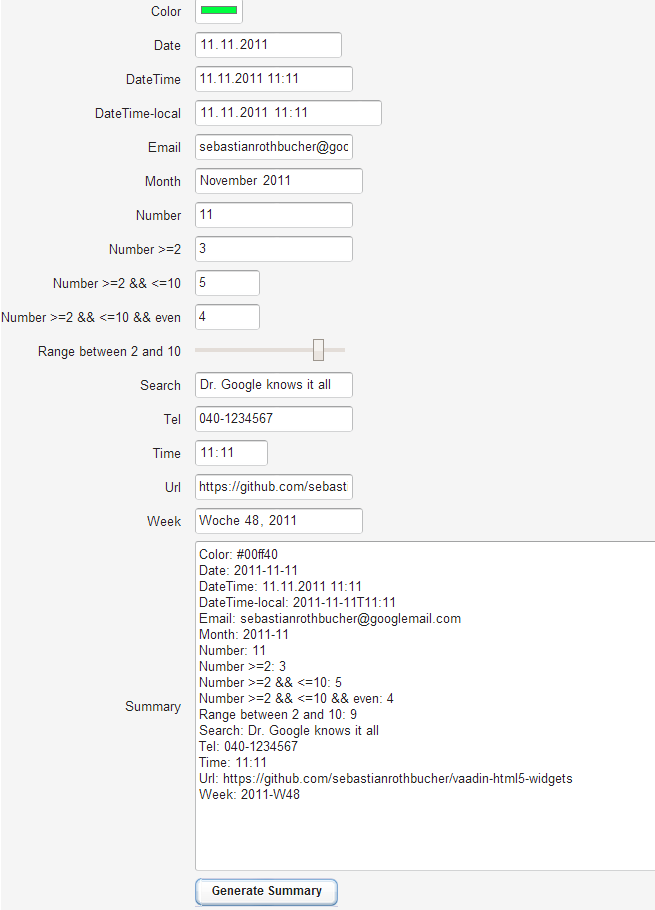 Color
Date 11.11.2011
DateTime 11.11.2011 11:11
DateTime-local 11.11.2011 11:11
Email sebastianrothbucher@goo
Month November 2011
Number 11
Number >=2 3
Number >=2 && <=10 5
Number >=2 && <=10 && even 4
Range between 2 and 10
Search Dr. Google knows it all
Tel 040-1234567
Time 11:11
Url https://github.com/sebasti
Week Woche 48, 2011
Summary
Color: #00ff40
Date: 2011-11-11
DateTime: 11.11.2011 11:11
DateTime-local: 2011-11-11T11:11
Email: sebastianrothbucher@googlemail.com
Month: 2011-11
Number: 11
Number >=2: 3
Number >=2 && <=10: 5
Number >=2 && <=10 && even: 4
Range between 2 and 10: 9
Search: Dr. Google knows it all
Tel: 040-1234567
Time: 11:11
Url: https://github.com/sebastianrothbucher/vaadin-html5-widgets
Week: 2011-W48
Generate Summary